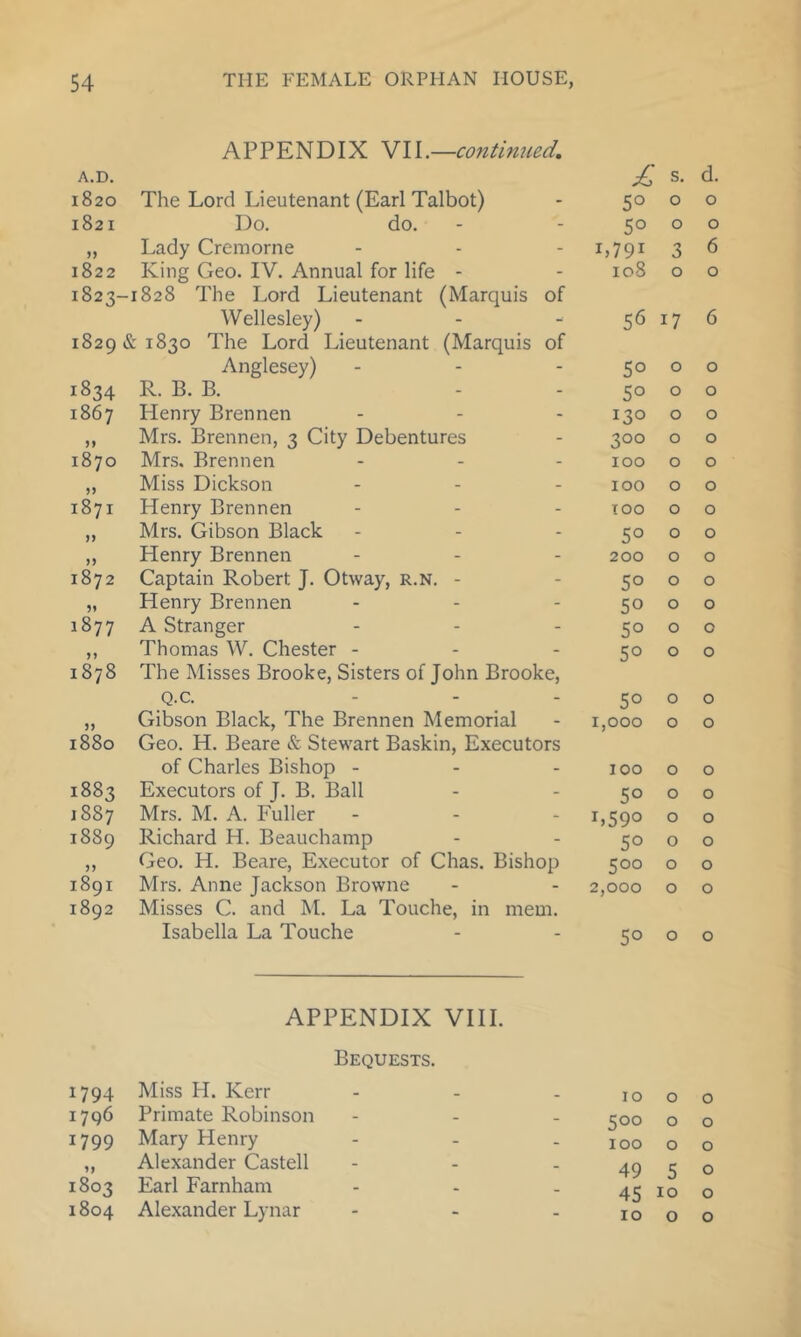 54 THE FEMALE ORPHAN HOUSE,
APPENDIX VII.—continued.
A.D. £ s. d.
1820 The Lord Lieutenant (Earl Talbot) - 50 0 0
1821 Do. do. - - 50 0 0
„ Lady Cremorne - - - 1,791 3 6
1822 King Geo. IV. Annual for life - - 108 0 0
1823-1828 The Lord Lieutenant (Marquis of
Wellesley) - - - 56 17 6
1829 & 1830 The Lord Lieutenant (Marquis of
Anglesey) - - - 50 0 0
1834 R. B. B. - - 50 0 0
1867 Henry Brennen - - - 130 0 0
„ Mrs. Brennen, 3 City Debentures - 300 0 0
1870 Mrs. Brennen - - - 100 0 0
„ Miss Dickson - - - 100 0 0
1871 Henry Brennen - - - 100 0 0
„ Mrs. Gibson Black - - - 50 0 0
„ Henry Brennen - - - 200 0 0
1872 Captain Robert J. Otway, R.N. - - 50 0 0
„ Henry Brennen - - - 50 0 0
1877 A Stranger - - - 50 0 0
„ Thomas W. Chester - - - 50 0 0
1878 The Misses Brooke, Sisters of John Brooke,
Q.C. - - - 50 0 0
„ Gibson Black, The Brennen Memorial - 1,000 0 0
1880 Geo. H. Beare & Stewart Baskin, Executors
of Charles Bishop - - - 100 0 0
1883 Executors of J. B. Ball - - 50 0 0
1887 Mrs. M. A. Fuller - - - 1,590 0 0
1889 Richard H. Beauchamp - - 50 0 0
„ Geo. H. Beare, Executor of Chas. Bishop 500 0 0
1891 Mrs. Anne Jackson Browne - - 2,000 0 0
1892 Misses C. and M. La Touche, in mem.
Isabella La Touche - - 50 0 0
APPENDIX VIII.
BEQUESTS.
1794 Miss H. Kerr - - - 10 0 0
1796 Primate Robinson - - - 500 0 0
1799 Mary Henry - - - 100 0 0
„ Alexander Castell - - - 49 5 0
1803 Earl Farnham - - - 45 10 0
1804 Alexander Lynar - - - 10 0 0